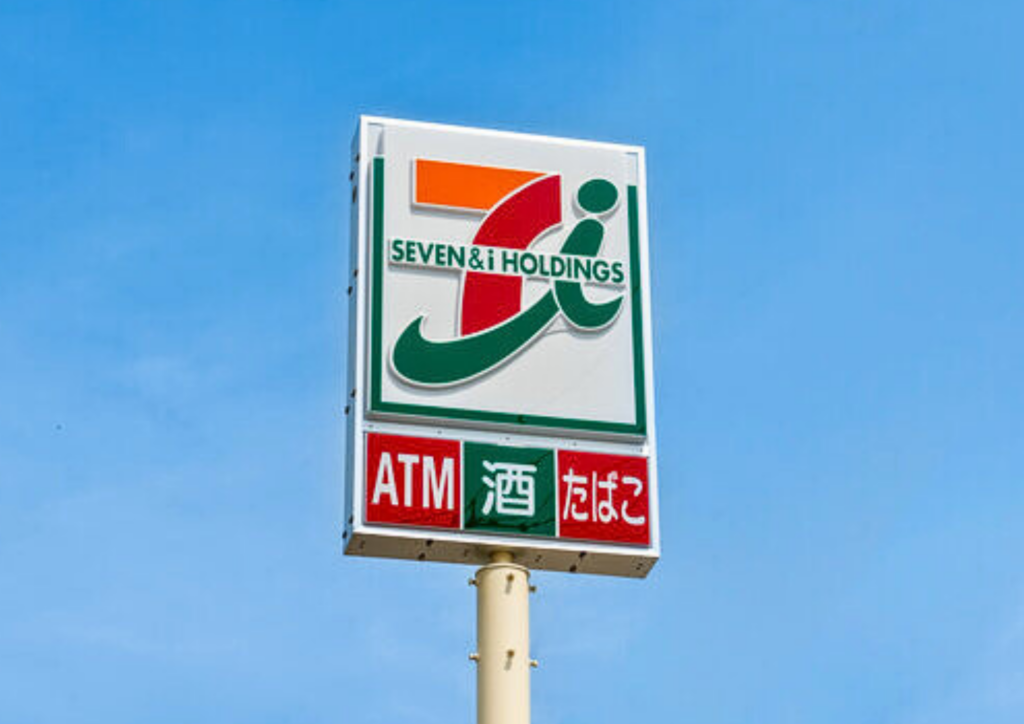 SEVEN&i HOLDINGS
ATM 酒 たばこ